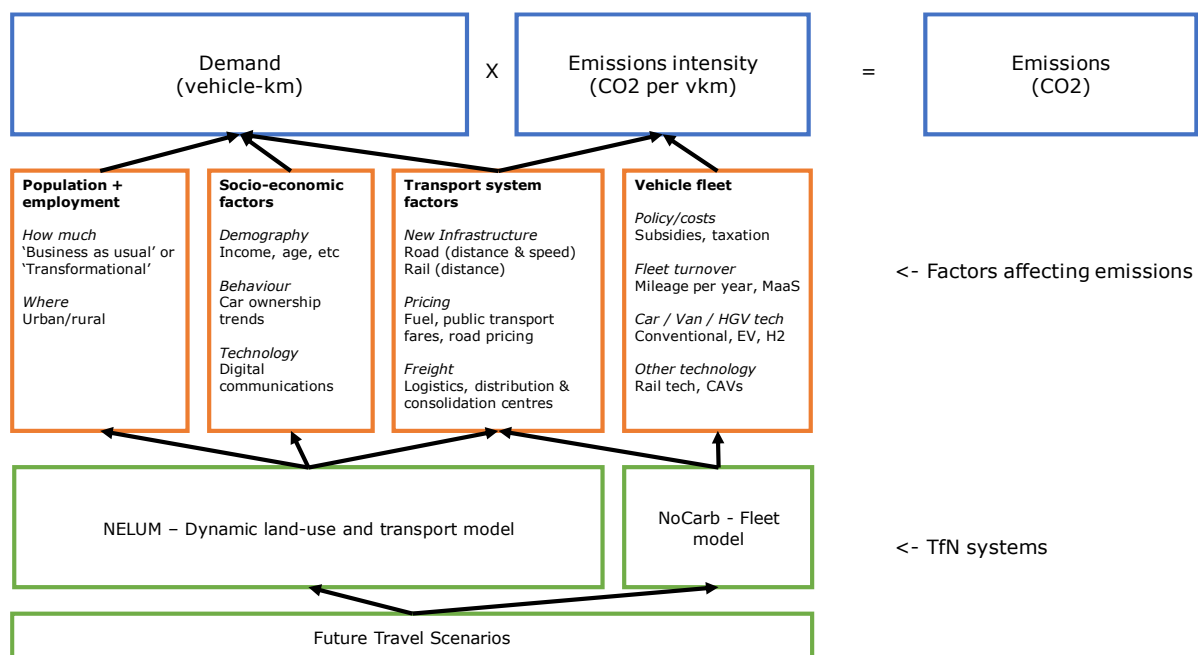 Demand
(vehicle-km)
X
Emissions intensity
(CO2 per vkm)
=
Emissions
(CO2)
Population +
employment
How much
‘Business as usual’ or
‘Transformational’
Where
Urban/rural
Socio-economic
factors
Demography
Income, age, etc
Behaviour
Car ownership
trends
Technology
Digital
communications
Transport system
factors
New Infrastructure
Road (distance & speed)
Rail (distance)
Pricing
Fuel, public transport
fares, road pricing
Freight
Logistics, distribution &
consolidation centres
Vehicle fleet
Policy/costs
Subsidies, taxation
Fleet turnover
Mileage per year, MaaS
Car / Van / HGV tech
Conventional, EV, H2
Other technology
Rail tech, CAVs
<- Factors affecting emissions
NELUM – Dynamic land-use and transport model
NoCarb - Fleet
model
<- TfN systems
Future Travel Scenarios